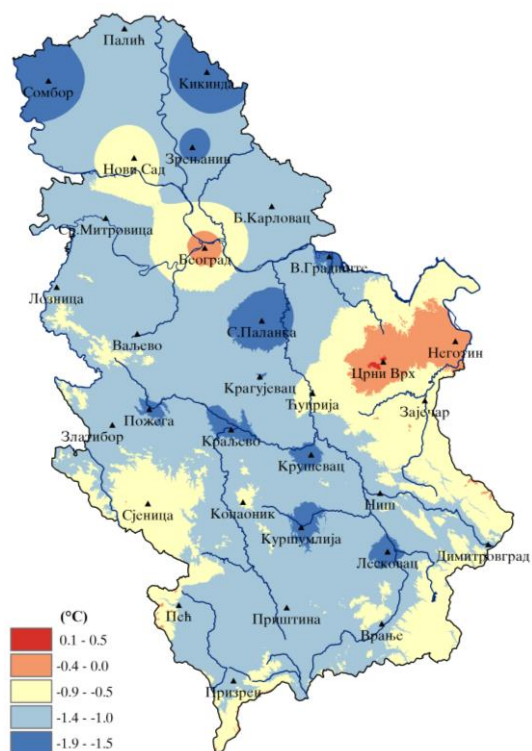 Палић
Сомбор
Кикинда
Зрењанин
Нови Сад
Б.Карловац
Ср.Митровица
Београд
В.Градиште
Лозница
С.Паланка
Ваљево
Неготин
Црни Врх
Крагујевац
Ћуприја
Зајечар
Пожега
Златибор
Краљево
Крушевац
Сјеница
Копаоник
Ниш
Куршумлија
Димитровград
Лесковац
Пећ
Приштина
Врање
Призрен
(°C)
0.1 - 0.5
-0.4 - 0.0
-0.9 - -0.5
-1.4 - -1.0
-1.9 - -1.5